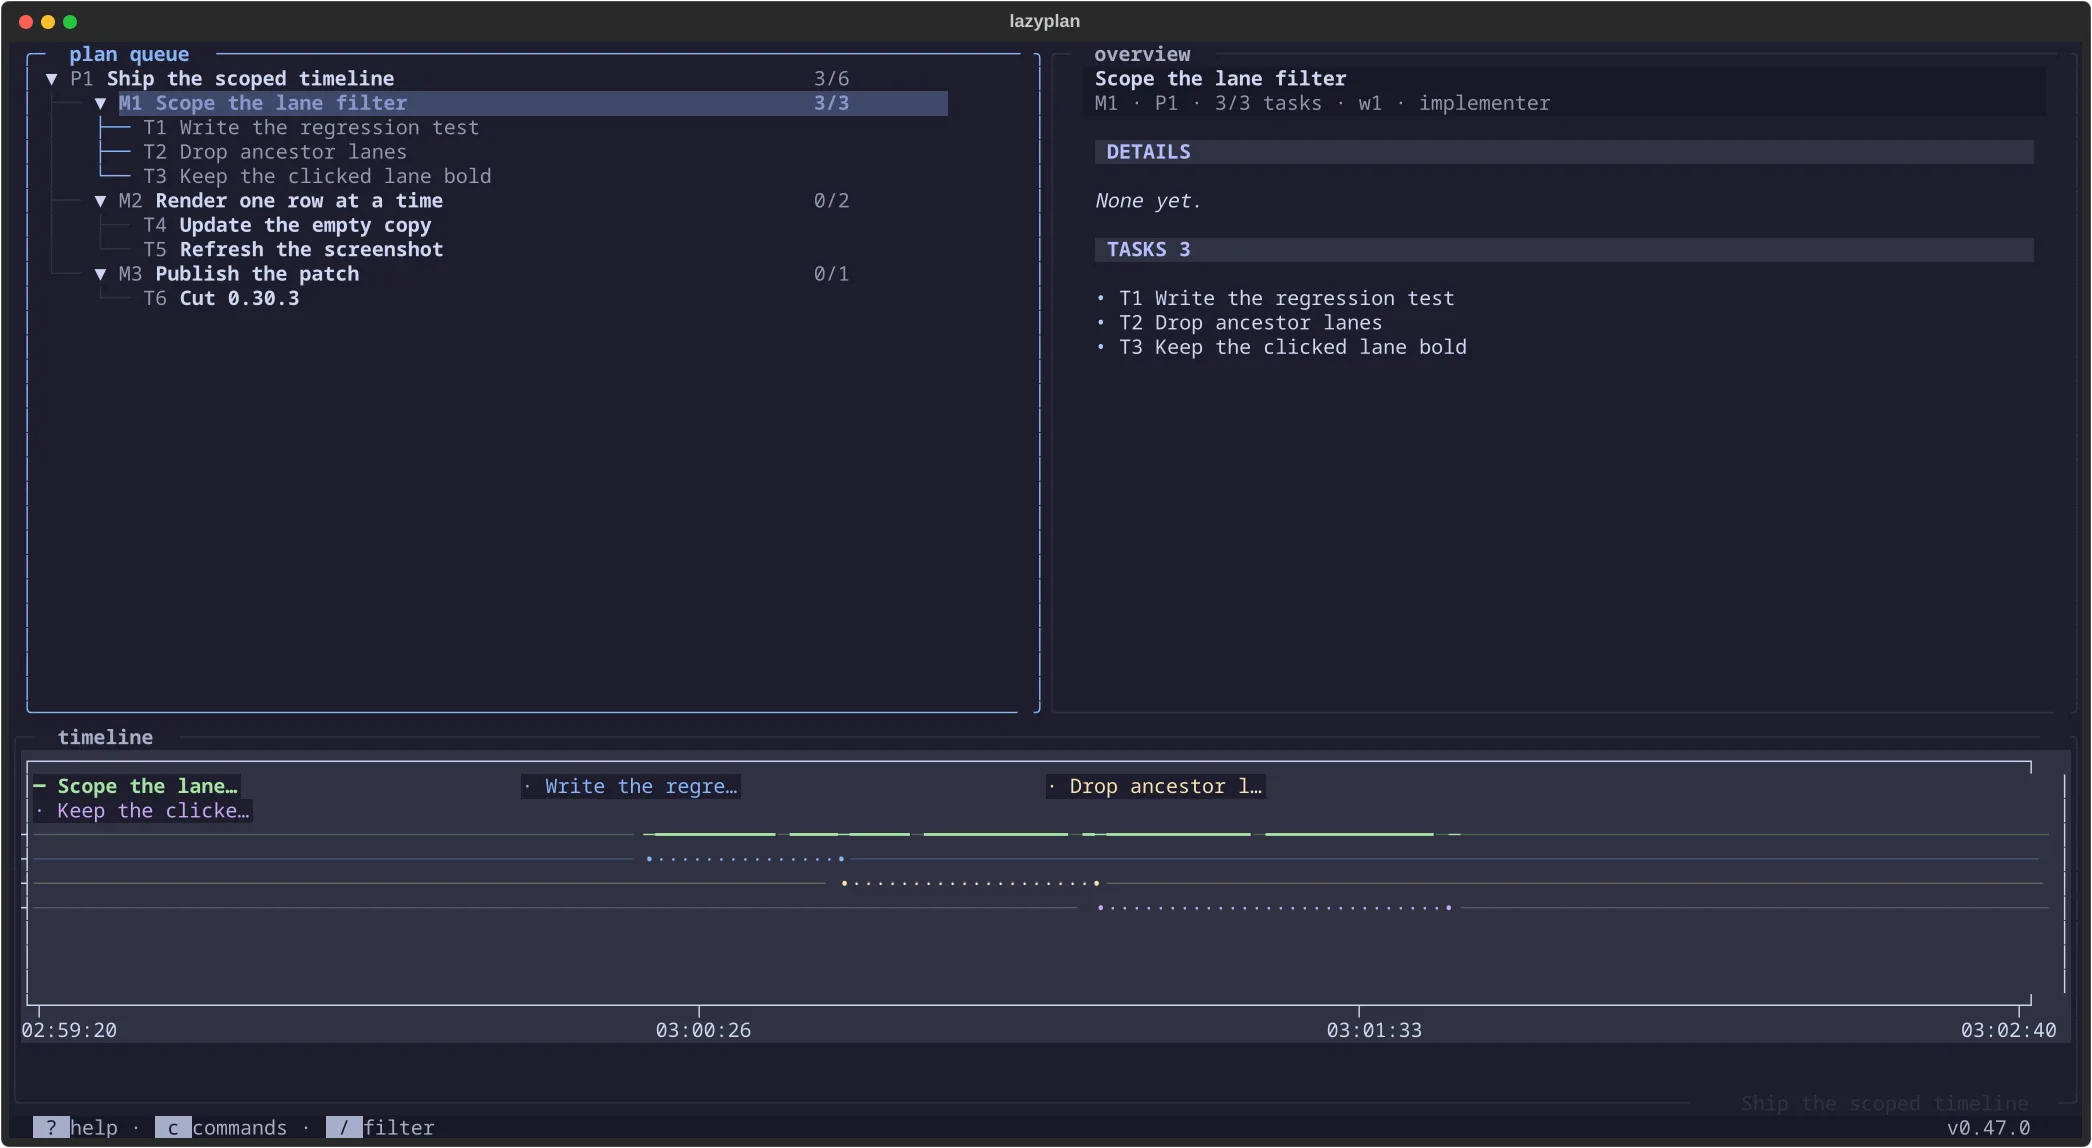 lazyplan
plan queue
▼ P1 Ship the scoped timeline 3/6
▼ M1 Scope the lane filter 3/3
T1 Write the regression test
T2 Drop ancestor lanes
T3 Keep the clicked lane bold
▼ M2 Render one row at a time 0/2
T4 Update the empty copy
T5 Refresh the screenshot
▼ M3 Publish the patch 0/1
T6 Cut 0.30.3
overview
Scope the lane filter
M1 · P1 · 3/3 tasks · w1 · implementer
DETAILS
None yet.
TASKS 3
• T1 Write the regression test
• T2 Drop ancestor lanes
• T3 Keep the clicked lane bold
timeline
Scope the lane… · Write the regre… · Drop ancestor l…
· Keep the clicke…
02:59:20 03:00:26 03:01:33 03:02:40
Ship the scoped timeline
? help · c commands · / filter v0.47.0